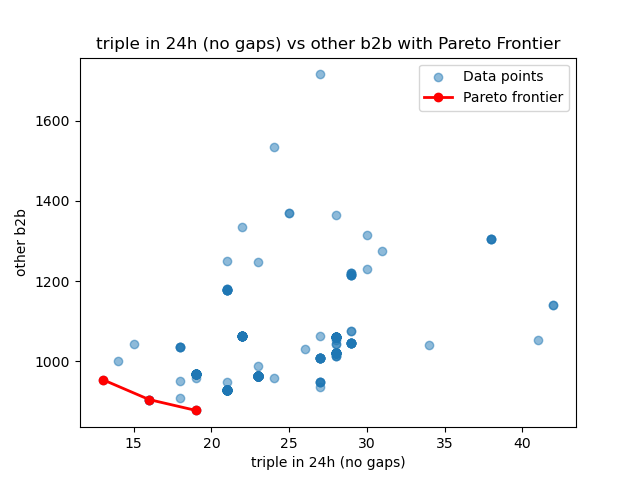 triple in 24h (no gaps) vs other b2b with Pareto Frontier
Data points
Pareto frontier
other b2b
1600
1400
1200
1000
15
20
25
30
35
40
triple in 24h (no gaps)